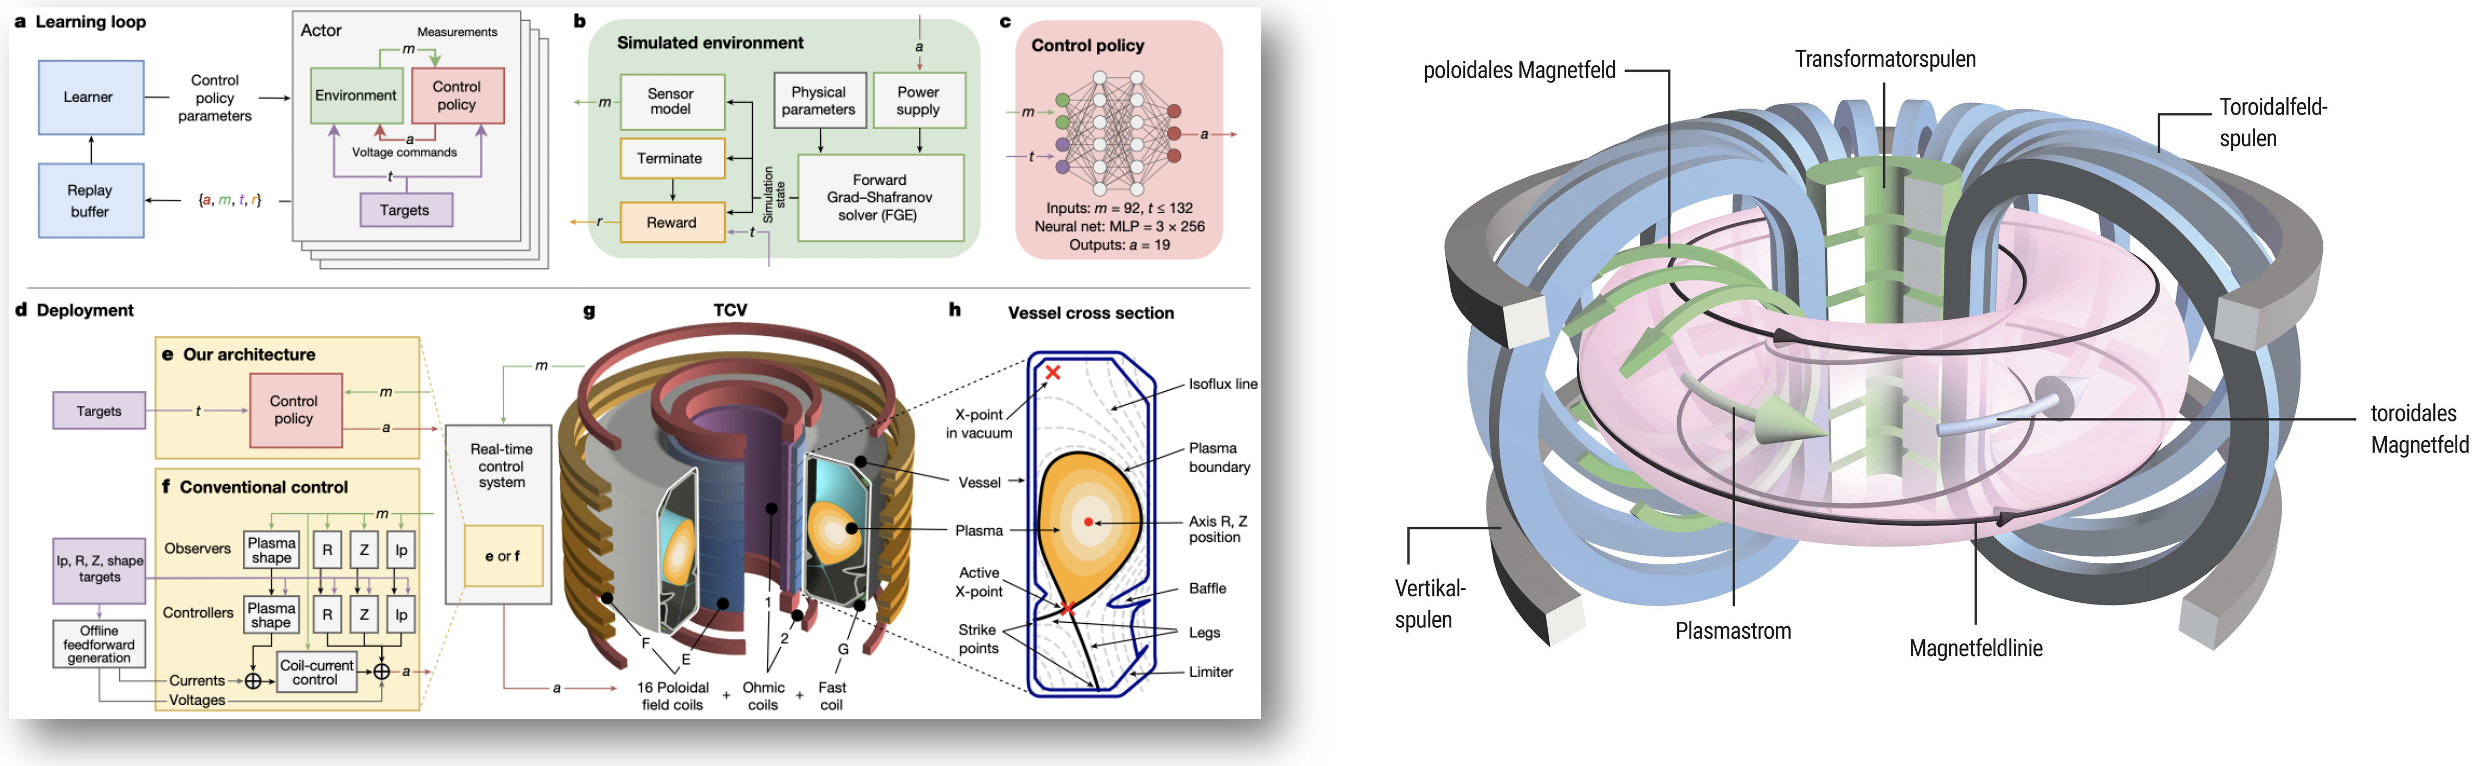 a Learning loop
Learner
Replay
buffer
Control
policy
parameters
{a, m, t, r}
Actor
Measurements
m
Environment
Control
policy
a
Voltage commands
t
Targets
b
Simulated environment
a
m
Sensor
model
Physical
parameters
Power
supply
Terminate
Reward
r
t
Simulation
state
Forward
Grad–Shafranov
solver (FGE)
c
Control policy
m
t
a
Inputs: m = 92, t ≤ 132
Neural net: MLP = 3 × 256
Outputs: a = 19
d Deployment
e Our architecture
Targets
t
Control
policy
m
a
f Conventional control
m
Observers
Plasma
shape
R
Z
Ip
Ip, R, Z, shape
targets
Controllers
Plasma
shape
R
Z
Ip
Offline
feedforward
generation
Coil-current
control
a
Currents
Voltages
m
Real-time
control
system
e or f
a
g
TCV
F
E
1
2
G
16 Poloidal
field coils
+
Ohmic
coils
+
Fast
coil
h
Vessel cross section
X-point
in vacuum
Vessel
Plasma
Active
X-point
Strike
points
Isoflux line
Plasma
boundary
Axis R, Z
position
Baffle
Legs
Limiter
poloidales Magnetfeld
Transformatorspulen
Toroidalfeld-
spulen
toroidales
Magnetfeld
Vertikal-
spulen
Plasmastrom
Magnetfeldlinie